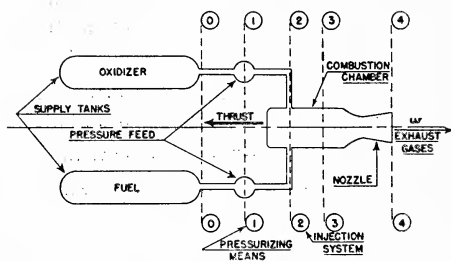 0 1 2 3 4
OXIDIZER
COMBUSTION
CHAMBER
SUPPLY TANKS
THRUST
PRESSURE FEED
EXHAUST
GASES
FUEL
NOZZLE
0 1 2 3 4
PRESSURIZING
MEANS
INJECTION
SYSTEM